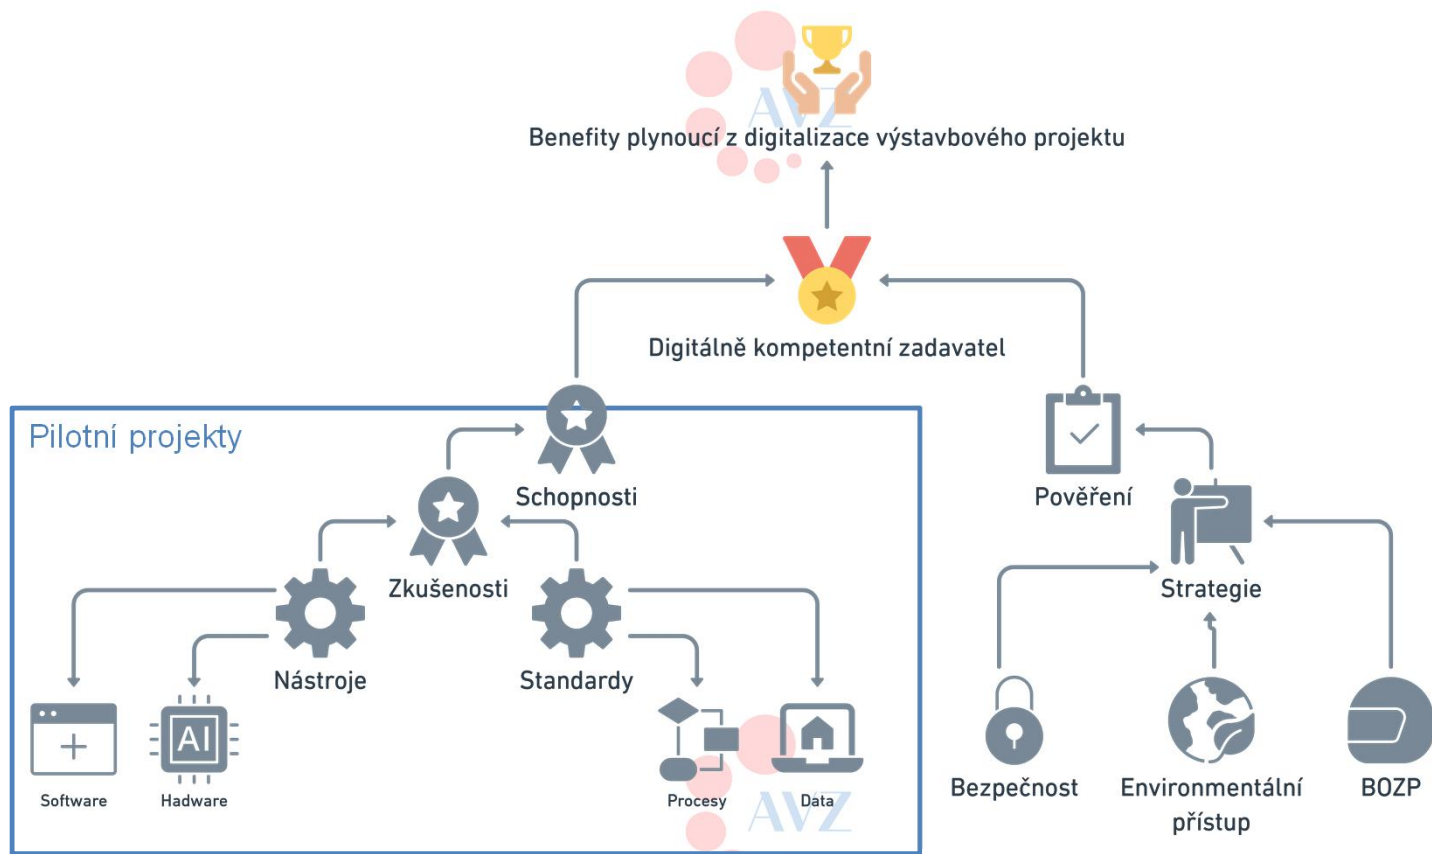 AVZ
Benefity plynoucí z digitalizace výstavbového projektu
Digitálně kompetentní zadavatel
Pilotní projekty
Schopnosti
Pověření
Zkušenosti
Strategie
Nástroje
Standardy
AI
Software
Hadware
Procesy
Data
Bezpečnost
Environmentální
přístup
BOZP
AVZ